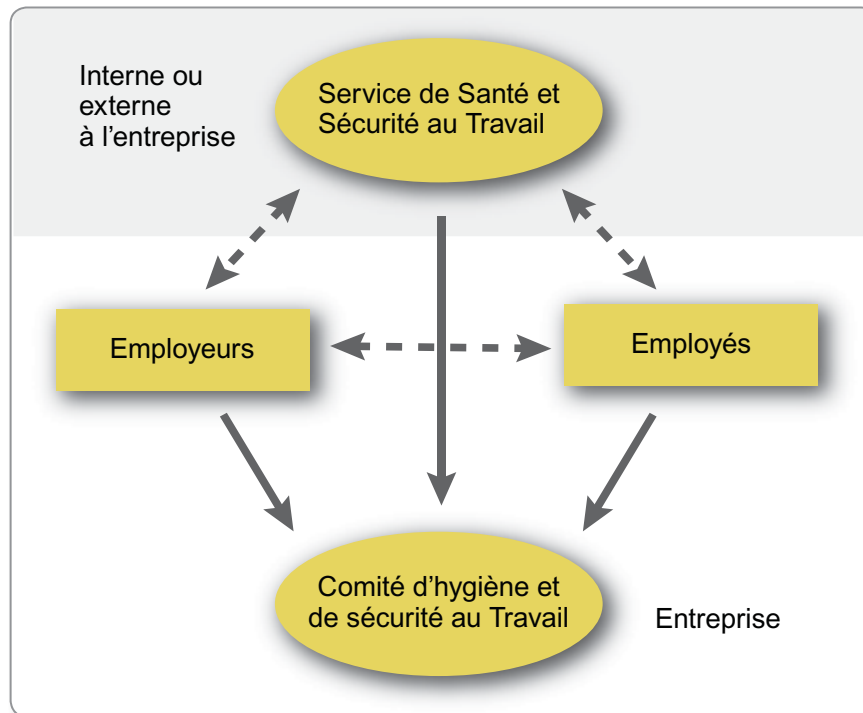 Interne ou
externe
à l’entreprise
Service de Santé et
Sécurité au Travail
Employeurs
Employés
Comité d’hygiène et
de sécurité au Travail
Entreprise